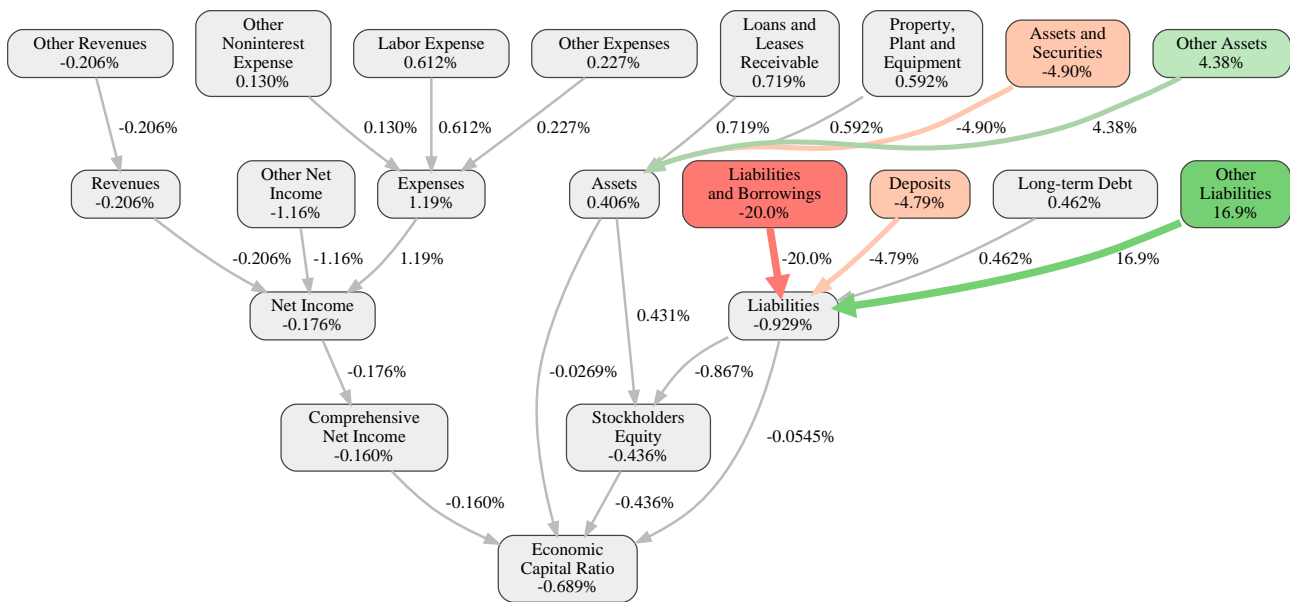 Other Revenues
-0.206%
Other
Noninterest
Expense
0.130%
Labor Expense
0.612%
Other Expenses
0.227%
Loans and
Leases
Receivable
0.719%
Property,
Plant and
Equipment
0.592%
Assets and
Securities
-4.90%
Other Assets
4.38%
-0.206%
0.130%
0.612%
0.227%
0.719%
0.592%
-4.90%
4.38%
Revenues
-0.206%
Other Net
Income
-1.16%
Expenses
1.19%
Assets
0.406%
Liabilities
and Borrowings
-20.0%
Deposits
-4.79%
Long-term Debt
0.462%
Other
Liabilities
16.9%
-0.206%
-1.16%
1.19%
-20.0%
-4.79%
0.462%
16.9%
Net Income
-0.176%
0.431%
Liabilities
-0.929%
-0.176%
-0.0269%
-0.867%
Comprehensive
Net Income
-0.160%
Stockholders
Equity
-0.436%
-0.0545%
-0.160%
-0.436%
Economic
Capital Ratio
-0.689%